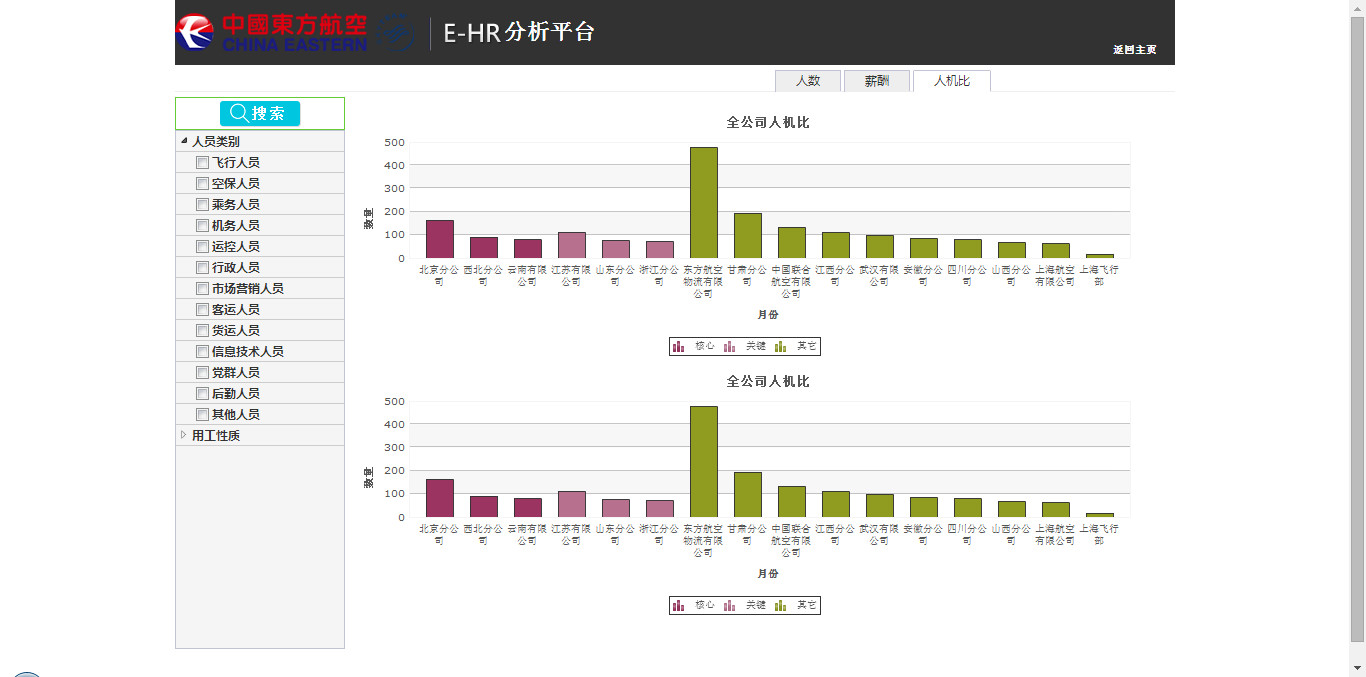 中國東方航空
CHINA EASTERN
E-HR 分析平台
返回主页
人数
薪酬
人机比
搜索
人员类别
飞行人员
空保人员
乘务人员
机务人员
运控人员
行政人员
市场营销人员
客运人员
货运人员
信息技术人员
党群人员
后勤人员
其他人员
用工性质
全公司人机比
500
400
300
200
100
0
数量
北京分公
司
西北分公
司
云南有限
公司
江苏有限
公司
山东分公
司
浙江分公
司
东方航空
物流有限
公司
甘肃分公
司
中国联合
航空有限
公司
江西分公
司
武汉有限
公司
安徽分公
司
四川分公
司
山西分公
司
上海航空
有限公司
上海飞行
部
月份
核心 关键 其它
全公司人机比
500
400
300
200
100
0
数量
北京分公
司
西北分公
司
云南有限
公司
江苏有限
公司
山东分公
司
浙江分公
司
东方航空
物流有限
公司
甘肃分公
司
中国联合
航空有限
公司
江西分公
司
武汉有限
公司
安徽分公
司
四川分公
司
山西分公
司
上海航空
有限公司
上海飞行
部
月份
核心 关键 其它